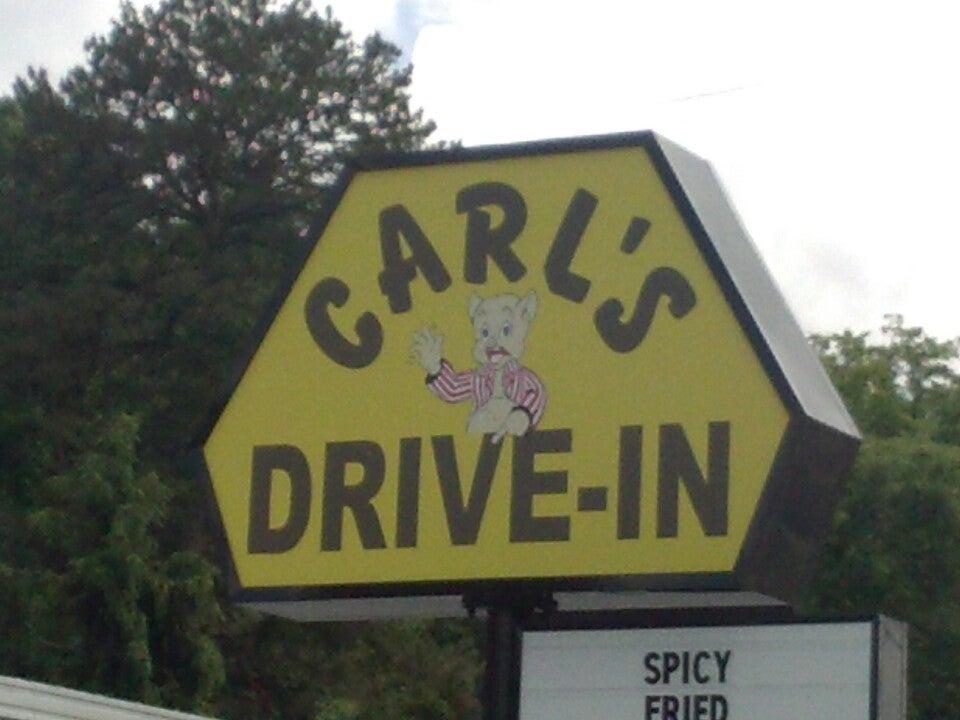 CARL'S
DRIVE-IN
SPICY
FRIED